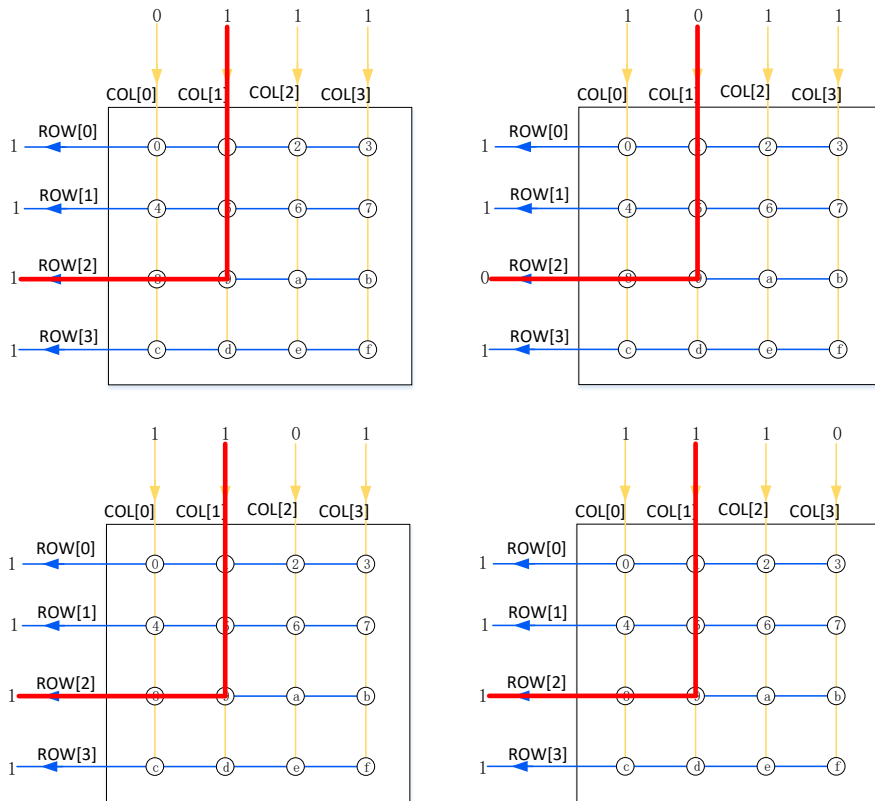 0 1 1 1 1 0 1 1
COL[0] COL[1] COL[2] COL[3] COL[0] COL[1] COL[2] COL[3]
ROW[0] ROW[0]
1 0 2 3 1 0 2 3
ROW[1] ROW[1]
1 4 6 7 1 4 6 7
ROW[2] ROW[2]
1 a b 0 a b
ROW[3] ROW[3]
1 c d e f 1 c d e f
1 1 0 1 1 1 1 0
COL[0] COL[1] COL[2] COL[3] COL[0] COL[1] COL[2] COL[3]
ROW[0] ROW[0]
1 0 2 3 1 0 2 3
ROW[1] ROW[1]
1 4 6 7 1 4 6 7
ROW[2] ROW[2]
1 a b 1 a b
ROW[3] ROW[3]
1 c d e f 1 c d e f